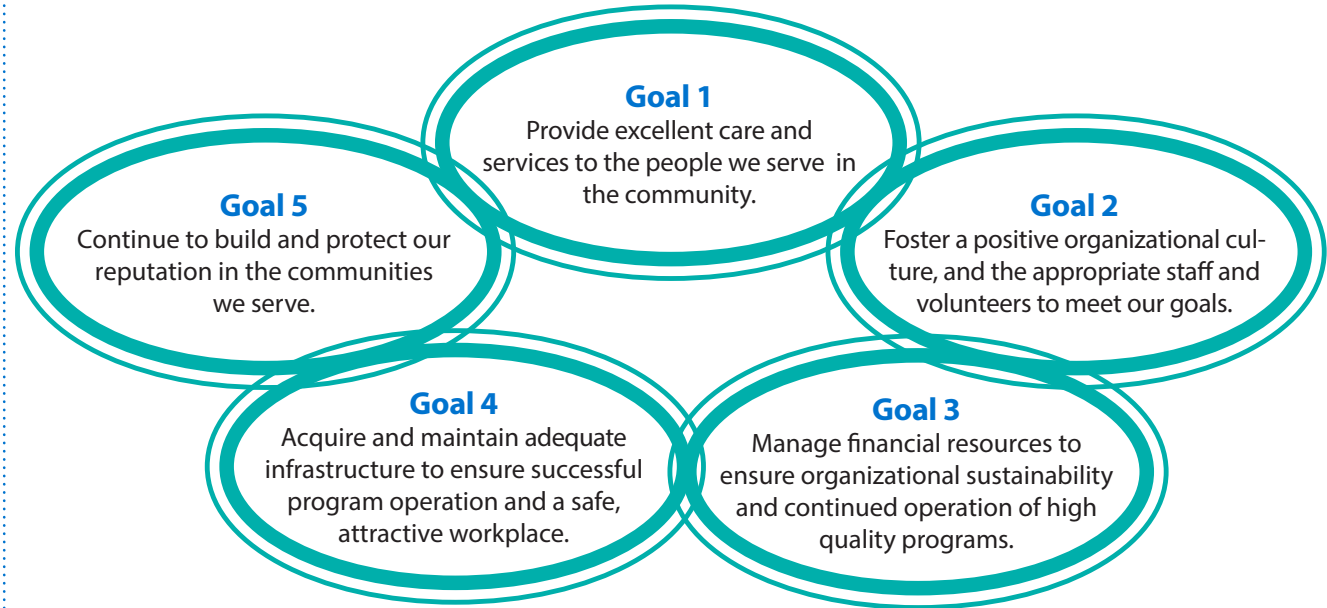 Goal 1
Provide excellent care and
services to the people we serve in
the community.
Goal 5
Continue to build and protect our
reputation in the communities
we serve.
Goal 2
Foster a positive organizational cul-
ture, and the appropriate staff and
volunteers to meet our goals.
Goal 4
Acquire and maintain adequate
infrastructure to ensure successful
program operation and a safe,
attractive workplace.
Goal 3
Manage financial resources to
ensure organizational sustainability
and continued operation of high
quality programs.